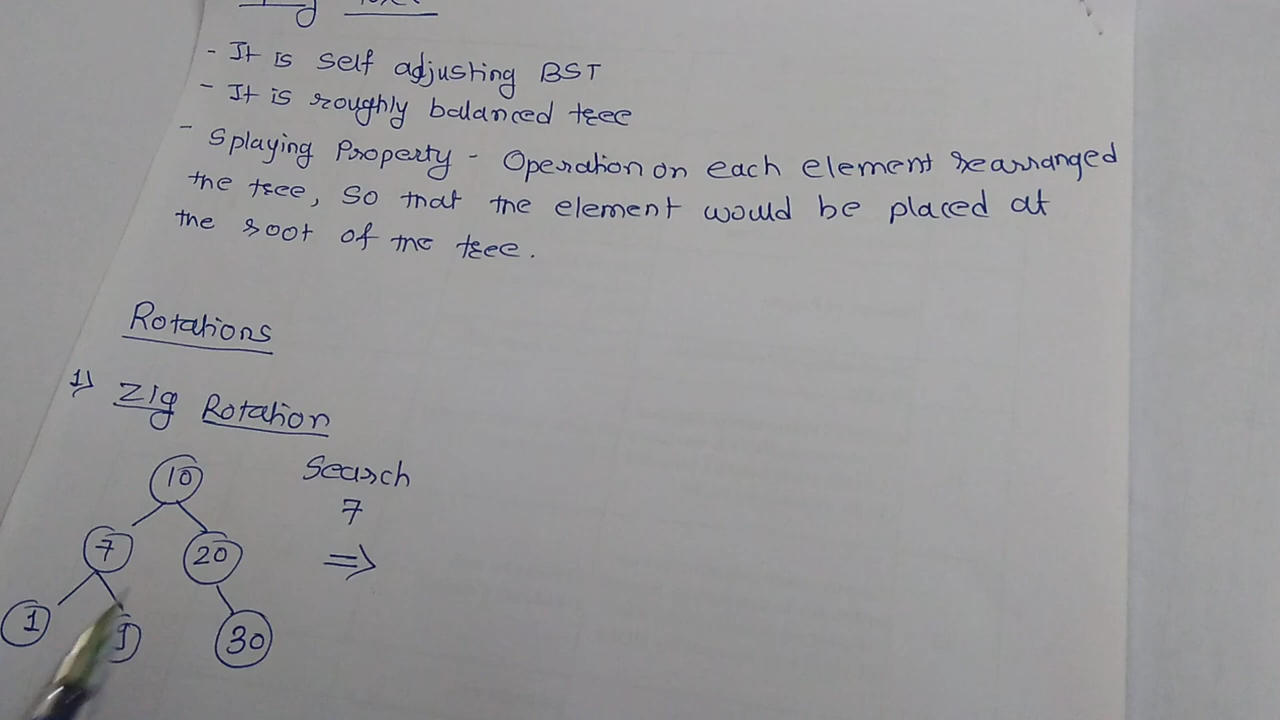 - It is self adjusting BST
- It is roughly balanced tree
- Splaying Property - Operation on each element rearranged
the tree, so that the element would be placed at
the root of the tree.
Rotations
1) Zig Rotation
10
Search
7
7
20
⇒
1
30